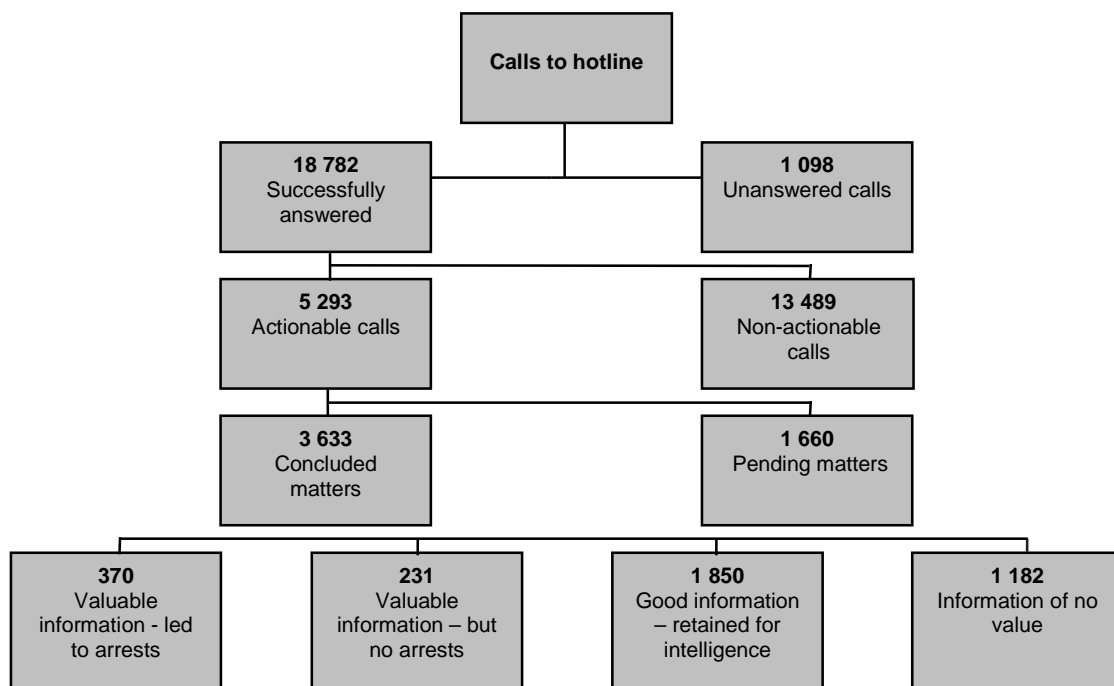 Calls to hotline
18 782
Successfully
answered
1 098
Unanswered calls
5 293
Actionable calls
13 489
Non-actionable
calls
3 633
Concluded
matters
1 660
Pending matters
370
Valuable
information - led
to arrests
231
Valuable
information – but
no arrests
1 850
Good information
– retained for
intelligence
1 182
Information of no
value